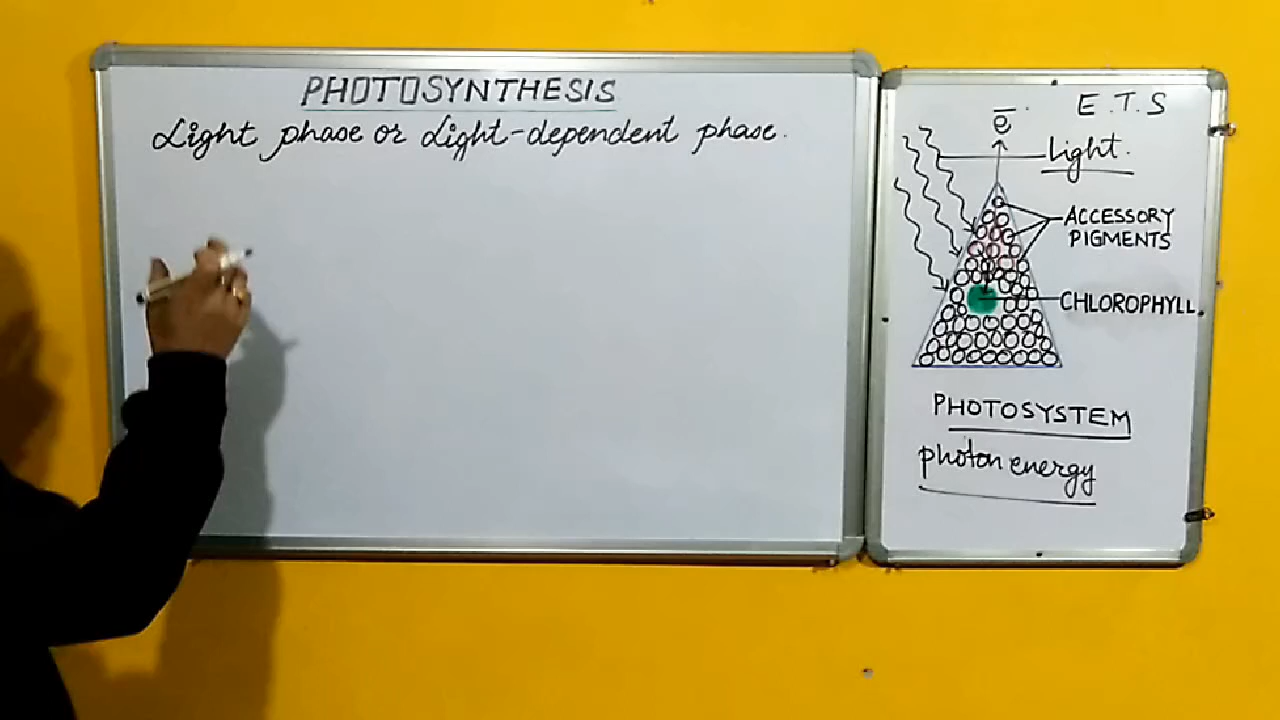 PHOTOSYNTHESIS
Light phase or Light-dependent phase.
E.T.S
e̅
Light.
ACCESSORY
PIGMENTS
CHLOROPHYLL.
PHOTOSYSTEM
photon energy